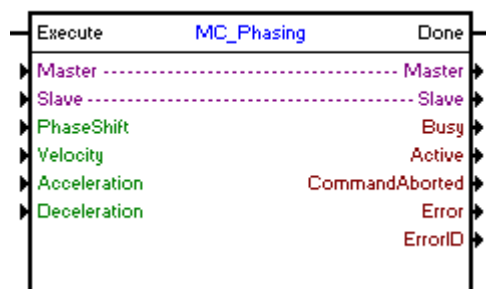 Execute MC_Phasing Done
Master Master
Slave Slave
PhaseShift Busy
Velocity Active
Acceleration CommandAborted
Deceleration Error
ErrorID